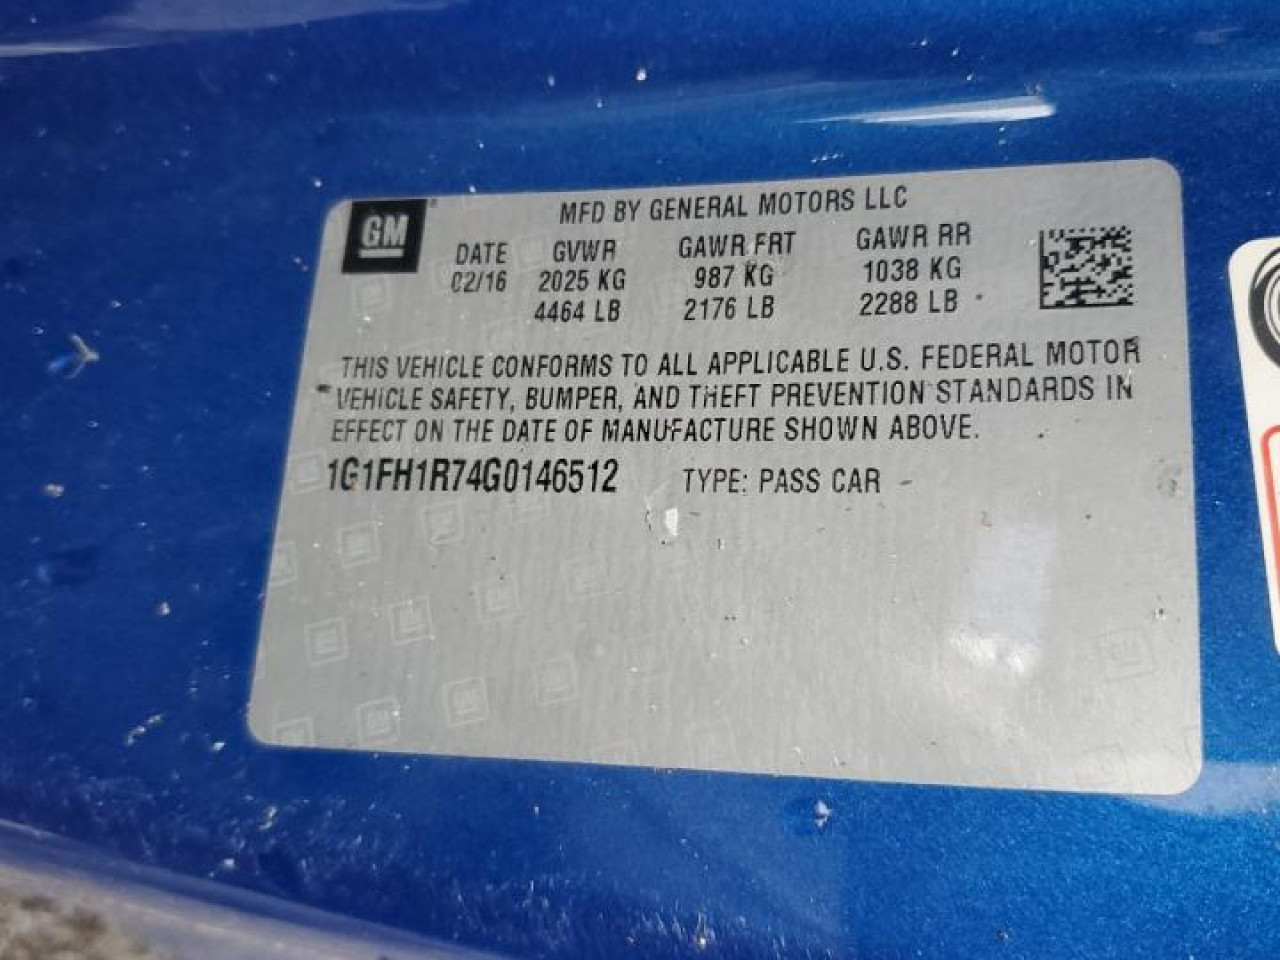 GM
MFD BY GENERAL MOTORS LLC
DATE GVWR GAWR FRT GAWR RR
02/16 2025 KG 987 KG 1038 KG
4464 LB 2176 LB 2288 LB
THIS VEHICLE CONFORMS TO ALL APPLICABLE U.S. FEDERAL MOTOR
VEHICLE SAFETY, BUMPER, AND THEFT PREVENTION STANDARDS IN
EFFECT ON THE DATE OF MANUFACTURE SHOWN ABOVE.
1G1FH1R74G0146512 TYPE: PASS CAR